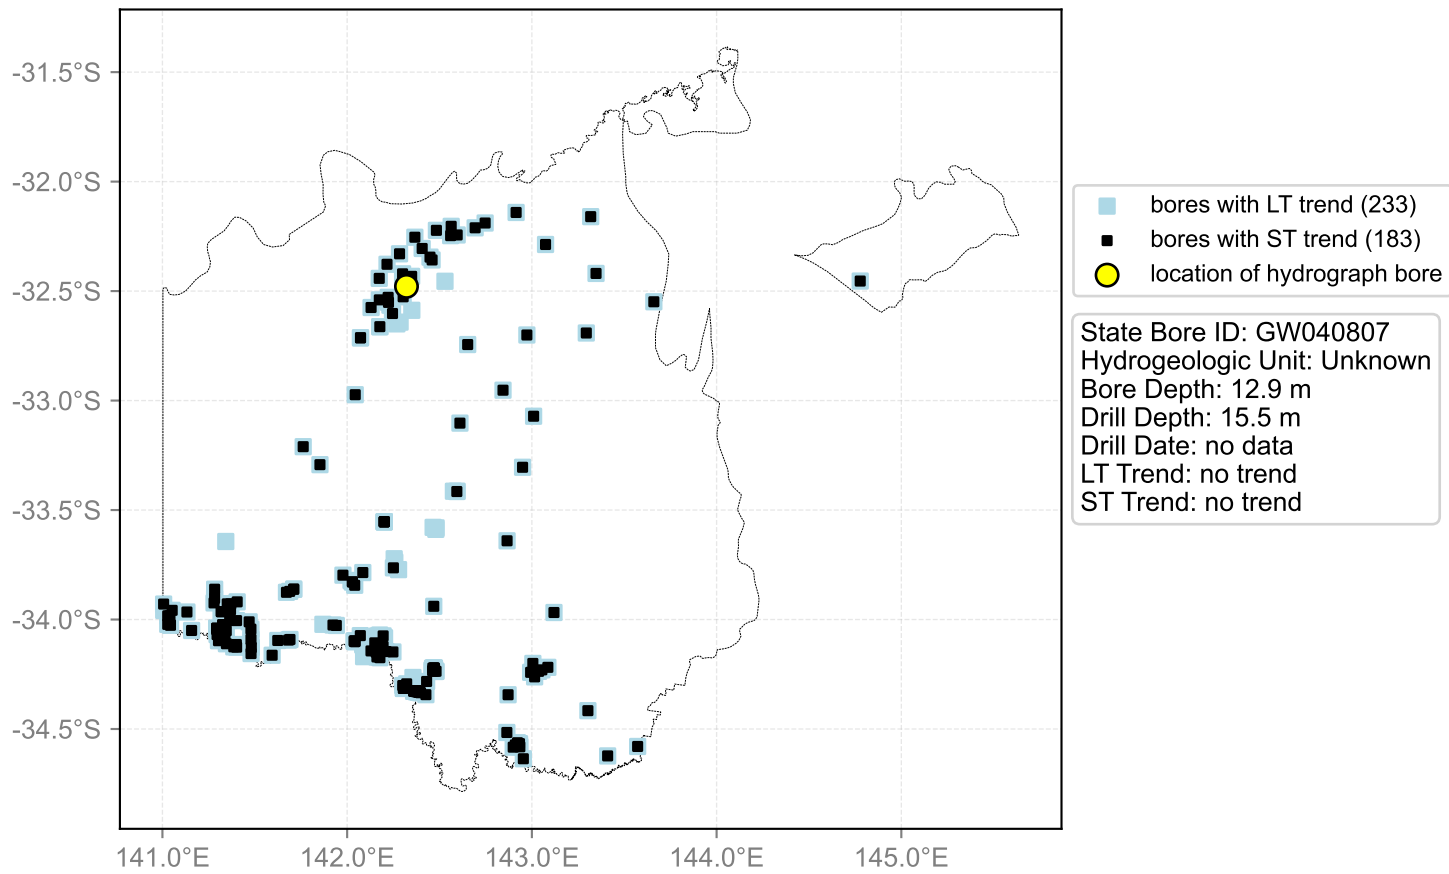 -31.5°S
-32.0°S
-32.5°S
-33.0°S
-33.5°S
-34.0°S
-34.5°S
141.0°E
142.0°E
143.0°E
144.0°E
145.0°E
bores with LT trend (233)
bores with ST trend (183)
location of hydrograph bore
State Bore ID: GW040807
Hydrogeologic Unit: Unknown
Bore Depth: 12.9 m
Drill Depth: 15.5 m
Drill Date: no data
LT Trend: no trend
ST Trend: no trend